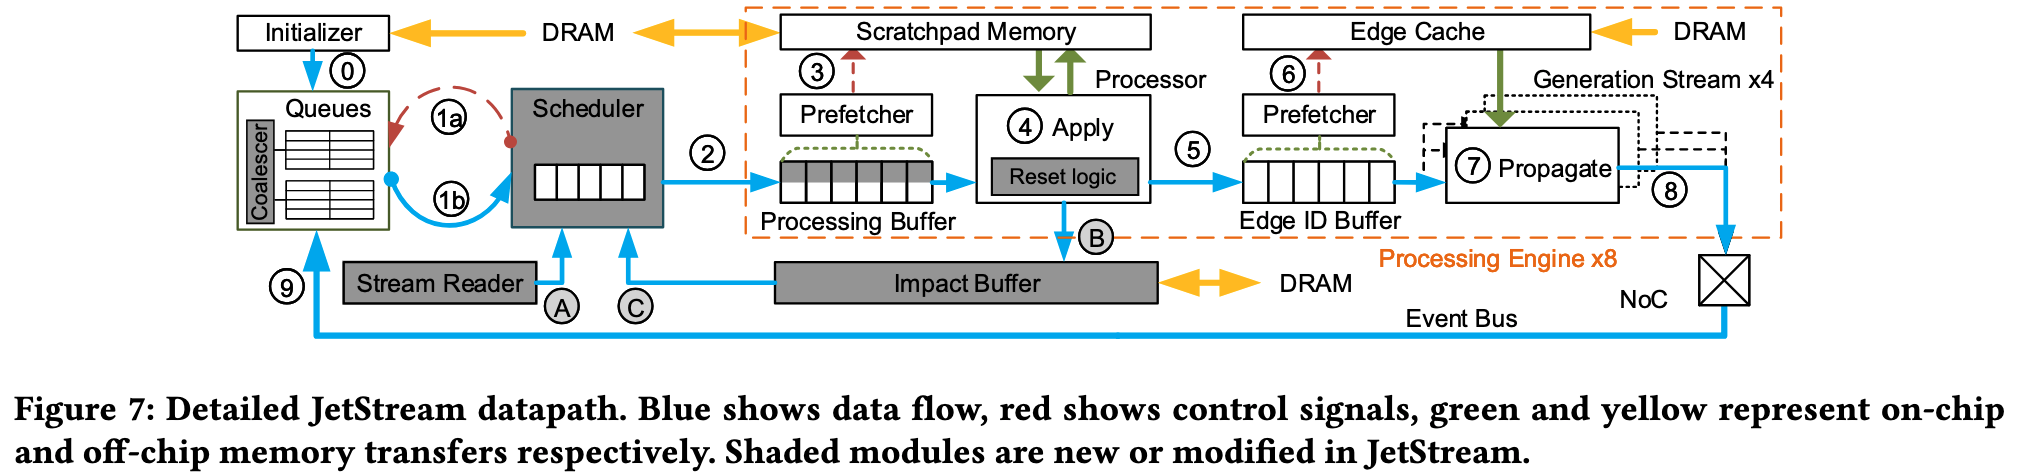 Initializer
DRAM
Scratchpad Memory
Edge Cache
DRAM
0
3
Processor
6
Generation Stream x4
Queues
Coalescer
1a
1b
Scheduler
2
Prefetcher
4 Apply
Reset logic
5
Prefetcher
7 Propagate
8
Processing Buffer
Edge ID Buffer
B
Processing Engine x8
9
Stream Reader
A
C
Impact Buffer
DRAM
NoC
Event Bus
Figure 7: Detailed JetStream datapath. Blue shows data flow, red shows control signals, green and yellow represent on-chip
and off-chip memory transfers respectively. Shaded modules are new or modified in JetStream.